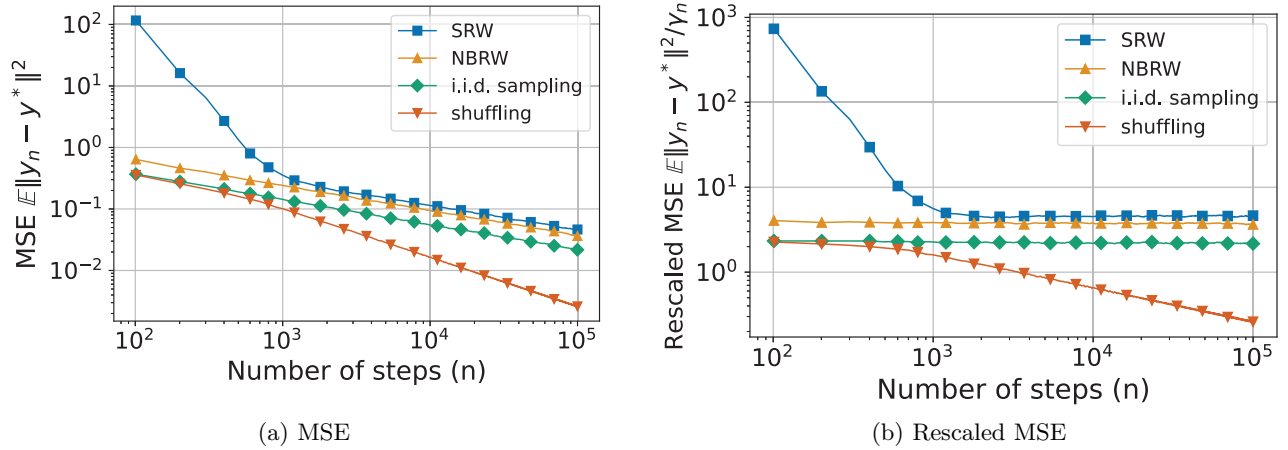 MSE 𝔼‖y_n − y^*‖^2
10^2
10^1
10^0
10^-1
10^-2
SRW
NBRW
i.i.d. sampling
shuffling
10^2 10^3 10^4 10^5
Number of steps (n)
(a) MSE
Rescaled MSE 𝔼‖y_n − y^*‖^2/γ_n
10^3
10^2
10^1
10^0
SRW
NBRW
i.i.d. sampling
shuffling
10^2 10^3 10^4 10^5
Number of steps (n)
(b) Rescaled MSE